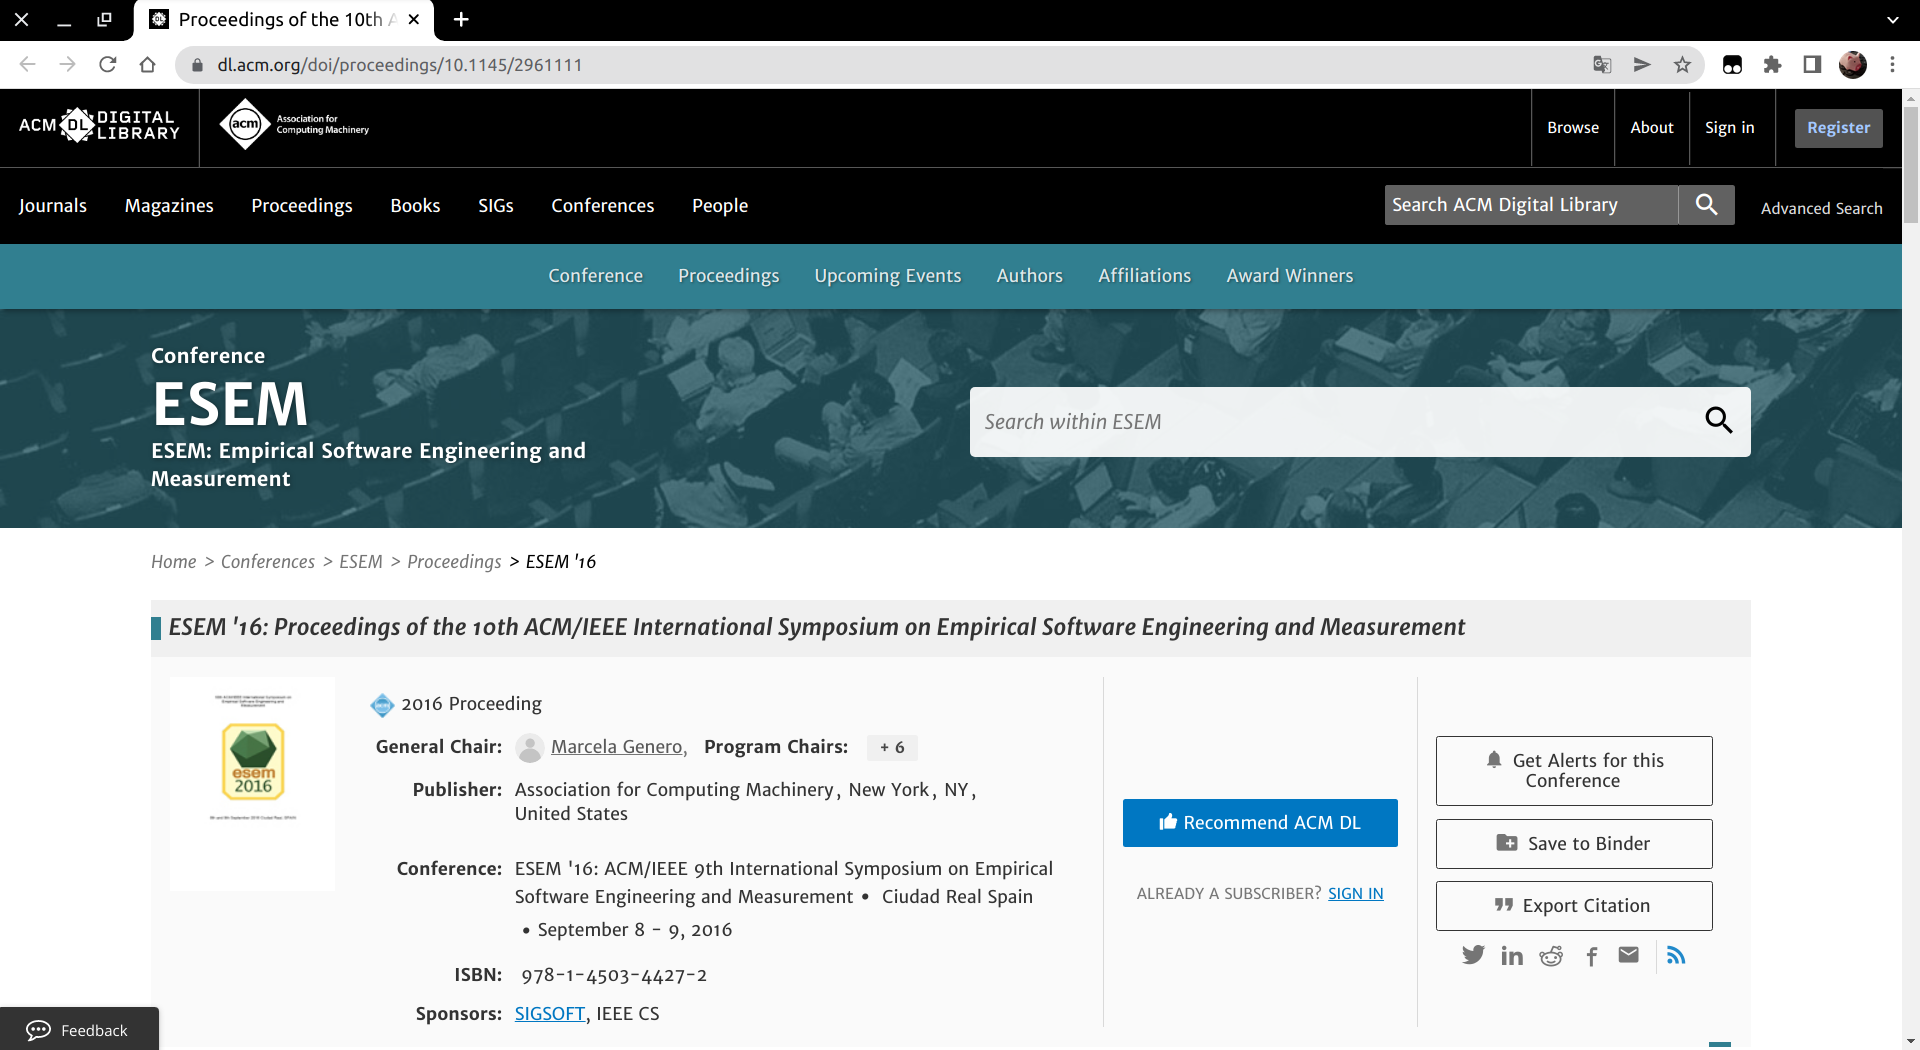 Proceedings of the 10th A
dl.acm.org/doi/proceedings/10.1145/2961111
ACM DL DIGITAL LIBRARY
acm Association for Computing Machinery
Browse
About
Sign in
Register
Journals
Magazines
Proceedings
Books
SIGs
Conferences
People
Search ACM Digital Library
Advanced Search
Conference
Proceedings
Upcoming Events
Authors
Affiliations
Award Winners
Conference
ESEM
ESEM: Empirical Software Engineering and
Measurement
Search within ESEM
Home > Conferences > ESEM > Proceedings > ESEM '16
ESEM '16: Proceedings of the 10th ACM/IEEE International Symposium on Empirical Software Engineering and Measurement
esem
2016
2016 Proceeding
General Chair: Marcela Genero, Program Chairs: + 6
Publisher: Association for Computing Machinery, New York, NY,
United States
Conference: ESEM '16: ACM/IEEE 9th International Symposium on Empirical
Software Engineering and Measurement • Ciudad Real Spain
• September 8 - 9, 2016
ISBN: 978-1-4503-4427-2
Sponsors: SIGSOFT, IEEE CS
Recommend ACM DL
ALREADY A SUBSCRIBER? SIGN IN
Get Alerts for this
Conference
Save to Binder
Export Citation
Feedback